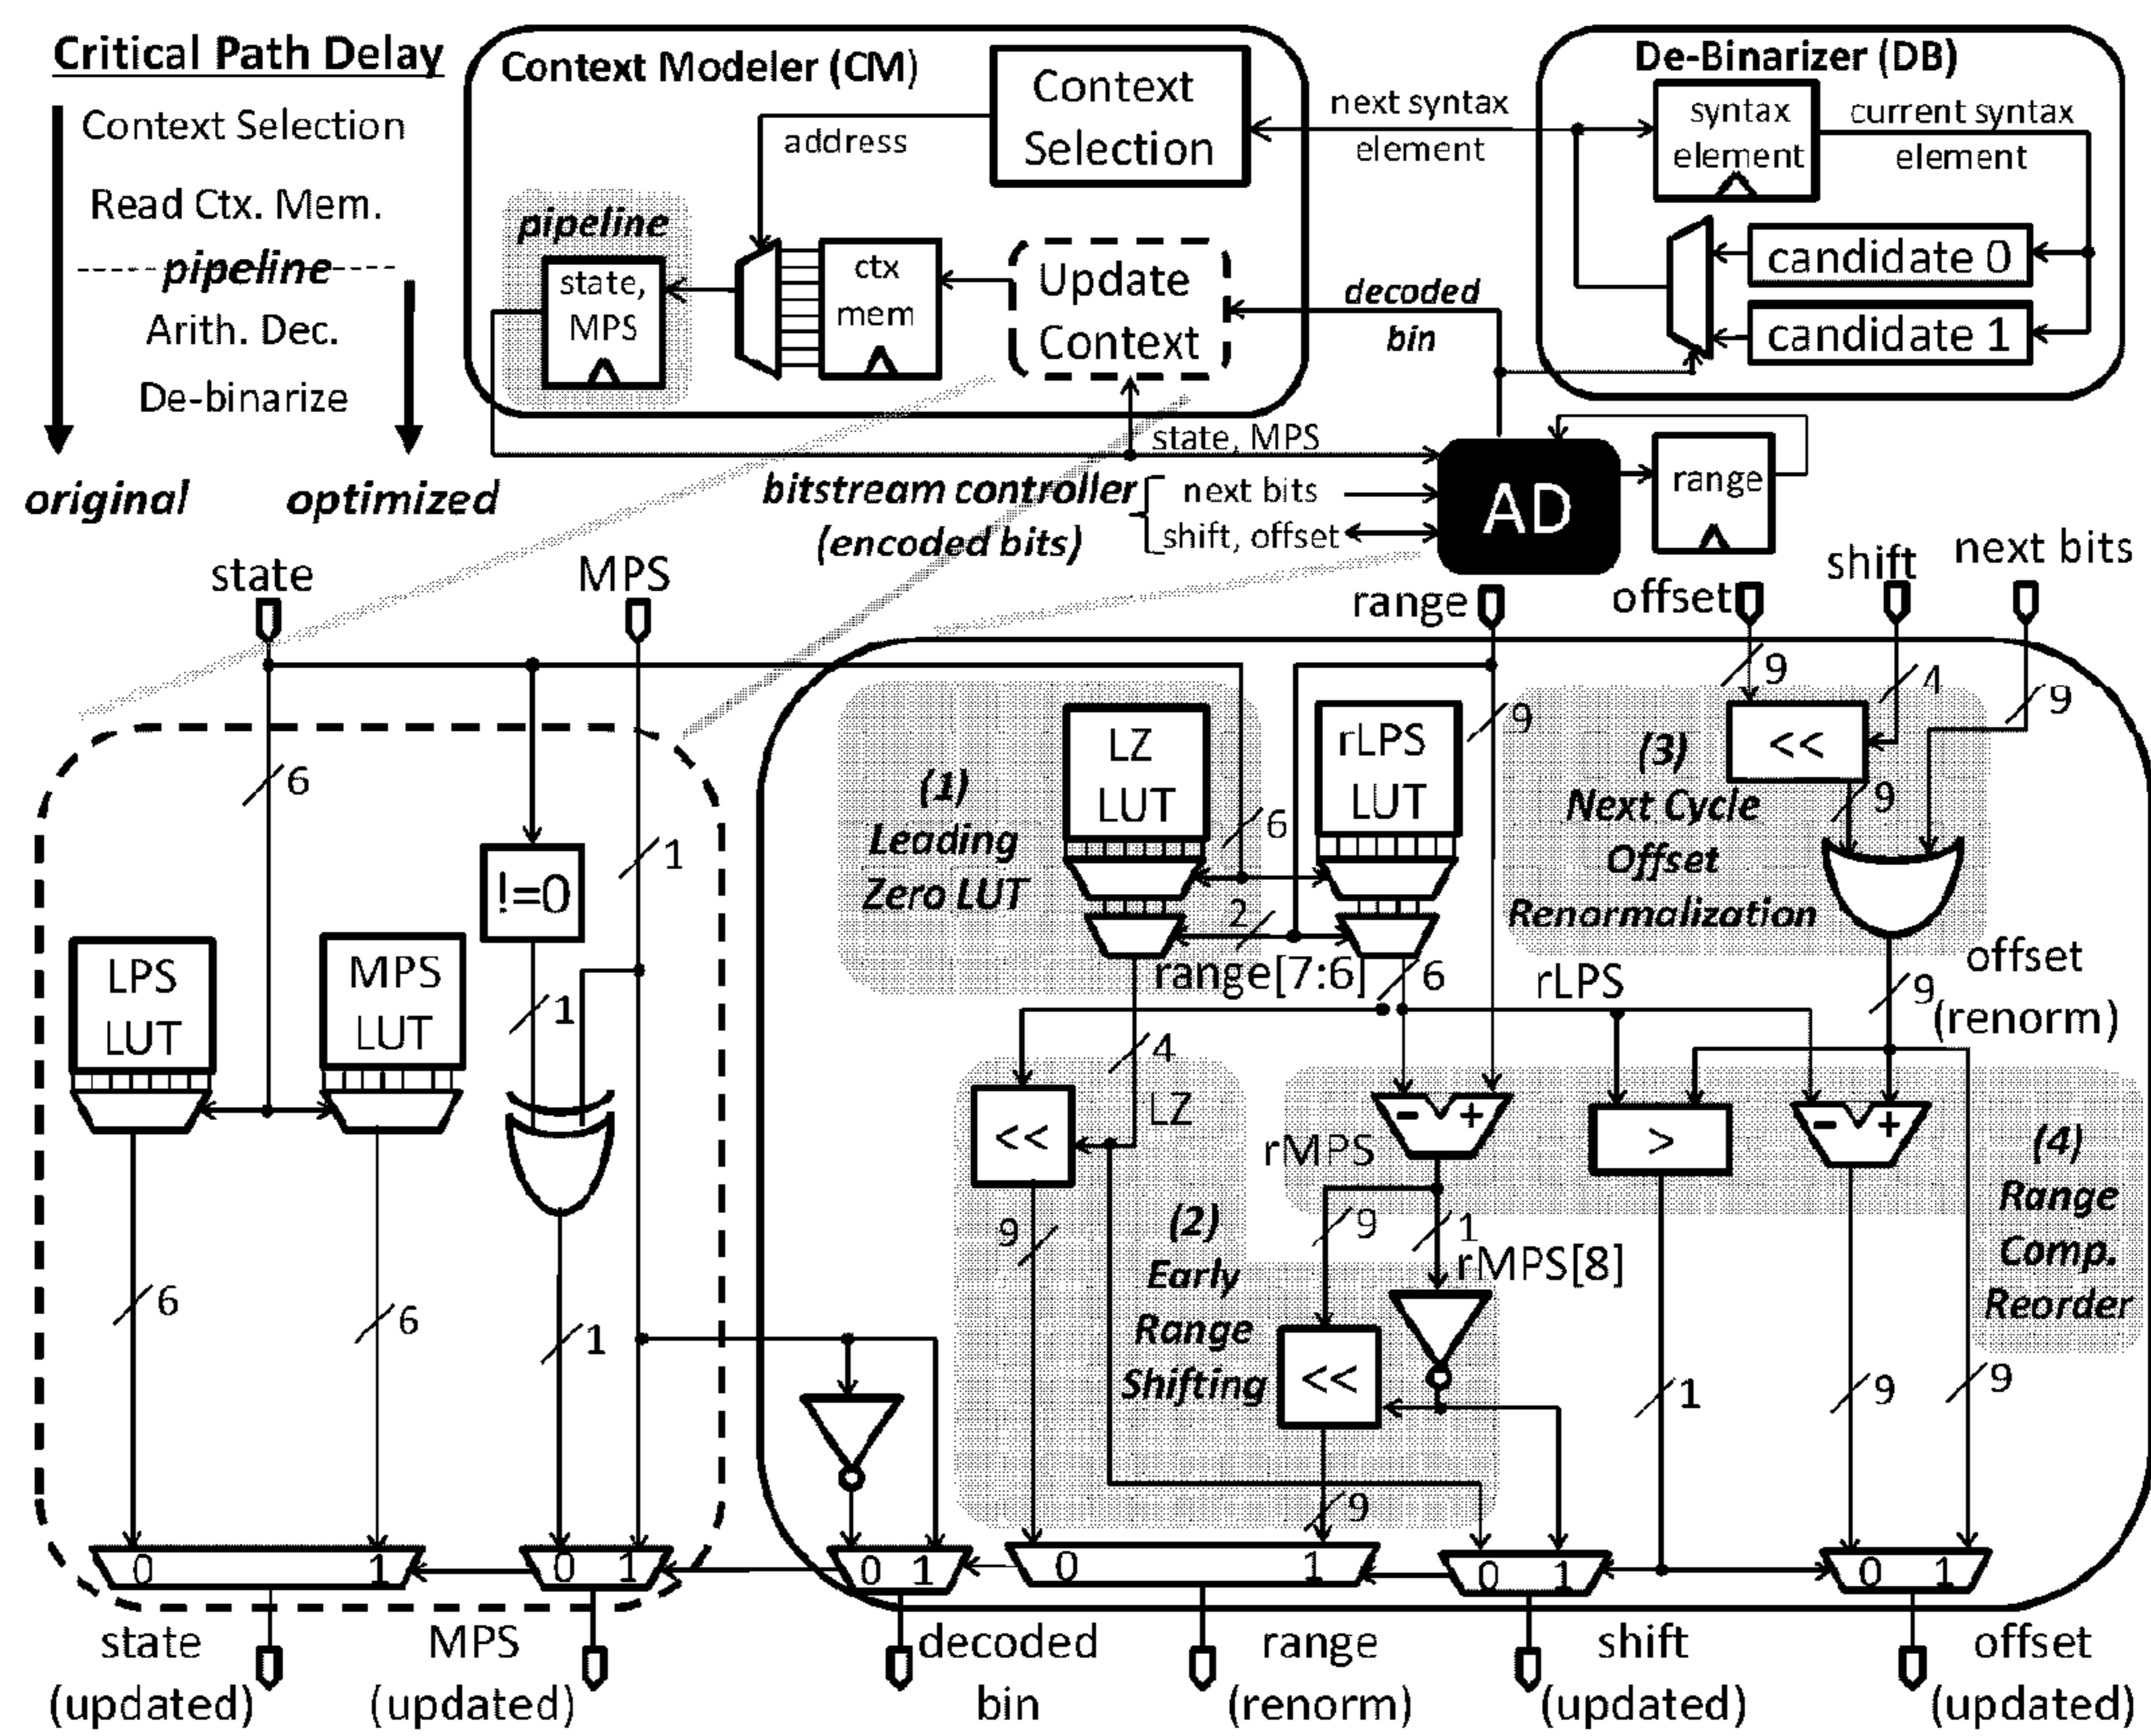 Critical Path Delay
Context Selection
Read Ctx. Mem.
pipeline
Arith. Dec.
De-binarize
original
optimized
Context Modeler (CM)
Context
Selection
address
pipeline
state,
MPS
ctx
mem
Update
Context
next syntax
element
decoded
bin
De-Binarizer (DB)
syntax
element
current syntax
element
candidate 0
candidate 1
state, MPS
bitstream controller
(encoded bits)
next bits
shift, offset
AD
range
state
MPS
range
offset
shift
next bits
6
1
!=0
LPS
LUT
MPS
LUT
1
6
6
1
0
1
0
1
state
(updated)
MPS
(updated)
(1)
Leading
Zero LUT
LZ
LUT
rLPS
LUT
6
2
range[7:6]
6
9
9
4
9
(3)
Next Cycle
Offset
Renormalization
<<
9
rLPS
9
offset
(renorm)
4
LZ
<<
9
(2)
Early
Range
Shifting
rMPS
- +
9
1
rMPS[8]
<<
9
>
- +
(4)
Range
Comp.
Reorder
1
9
9
0 1
0 1
0 1
0 1
decoded
bin
range
(renorm)
shift
(updated)
offset
(updated)